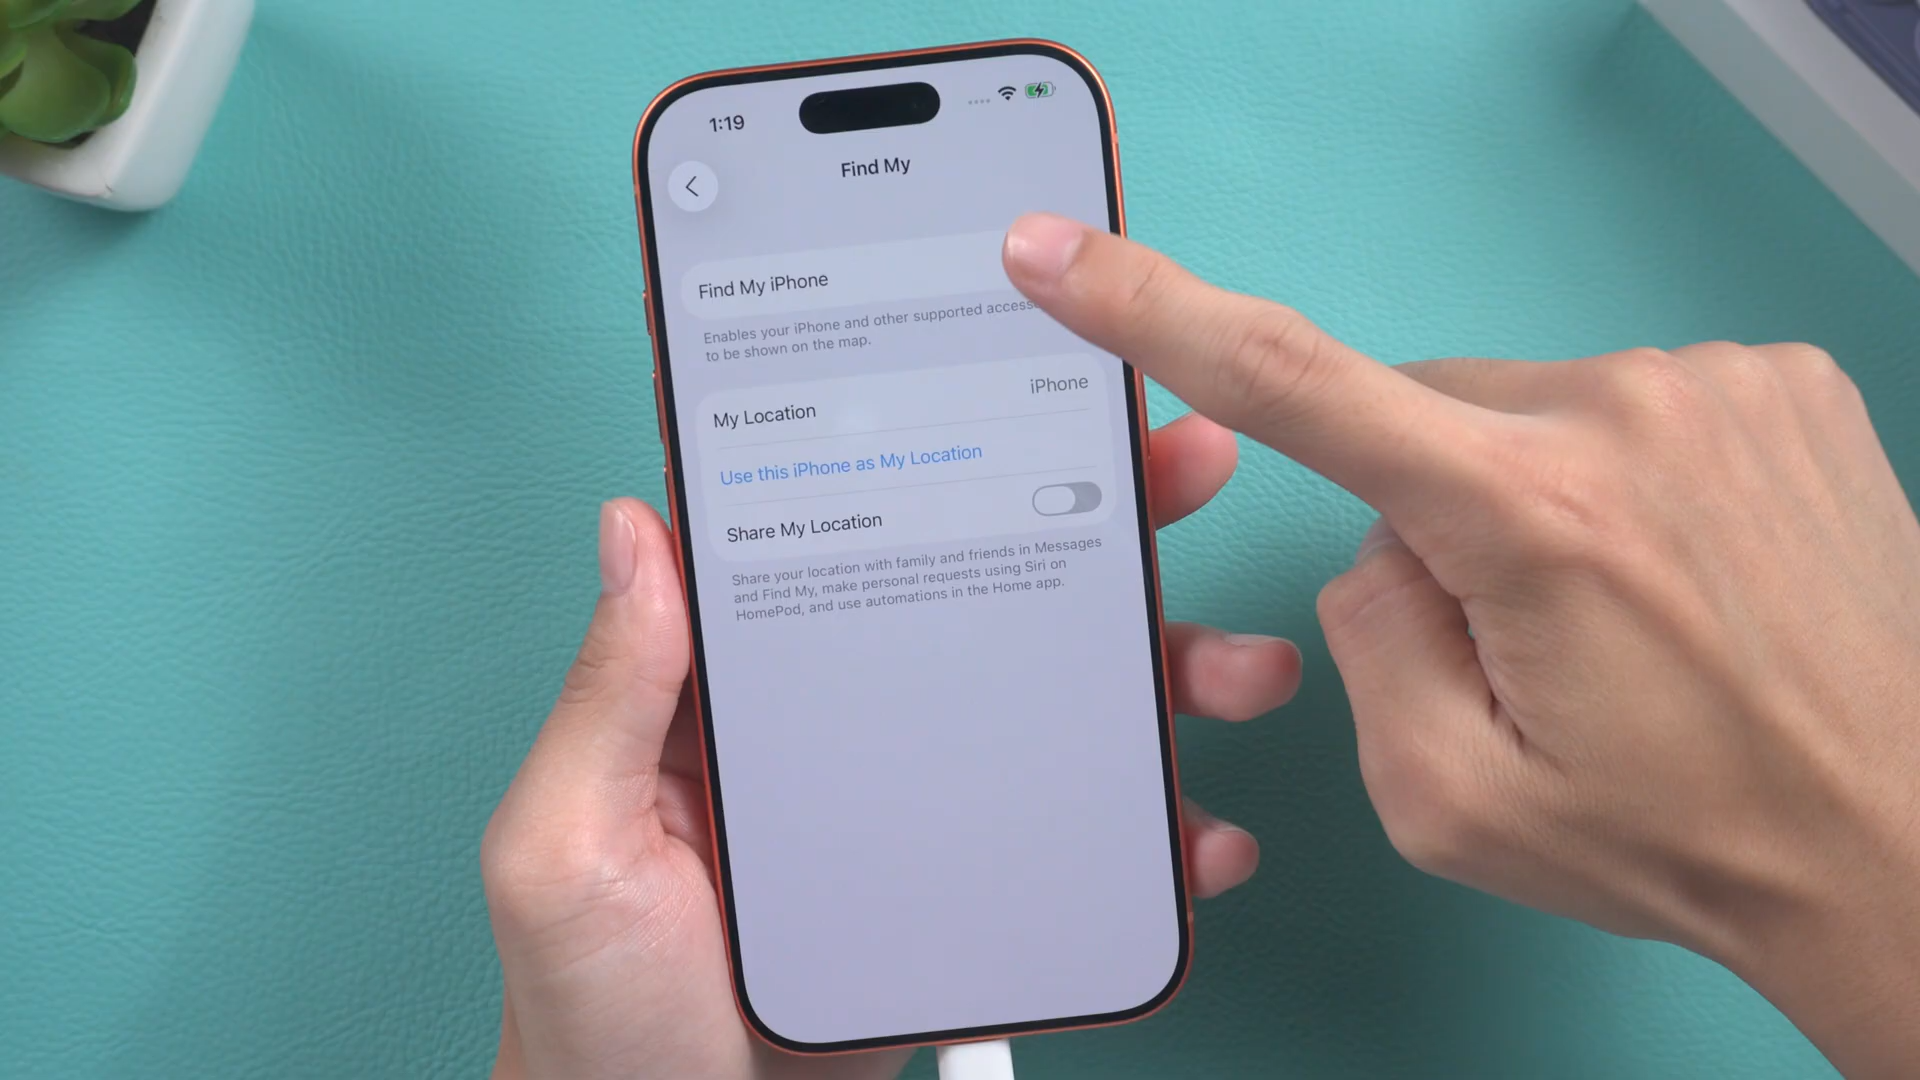 1:19
Find My
Find My iPhone
Enables your iPhone and other supported
to be shown on the map.
My Location
iPhone
Use this iPhone as My Location
Share My Location
Share your location with family and friends in Messages
and Find My, make personal requests using Siri on
HomePod, and use automations in the Home app.